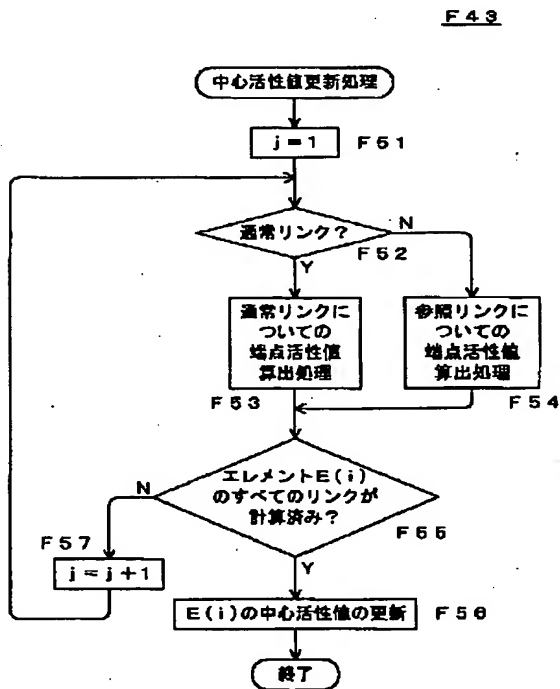 F43
中心活性値更新処理
j=1
F51
通常リンク?
N
F52
Y
通常リンクに
ついての
端点活性値
算出処理
参照リンクに
ついての
端点活性値
算出処理
F53
F54
エレメントE(i)
のすべてのリンクが
計算済み?
N
F55
F57
j=j+1
Y
E(i)の中心活性値の更新
F56
終了